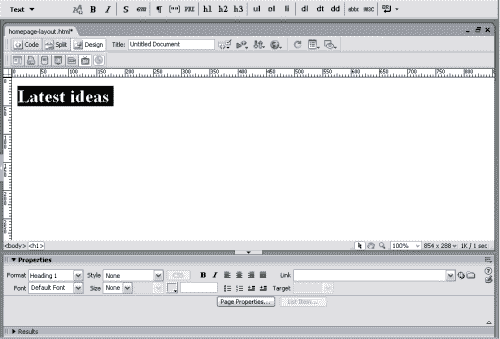 Text B I S em ¶ [""] PRE h1 h2 h3 ul ol li dl dt dd abbr wsc
homepage-layout.html*
Code Split Design Title: Untitled Document
0 50 100 150 200 250 300 350 400 450 500 550 600 650 700 750 800
Latest ideas
<body> <h1> 100% 854 x 288 1K / 1 sec
Properties
Format Heading 1 Style None CSS B I Link
Font Default Font Size None Target
Page Properties... List Item...
Results